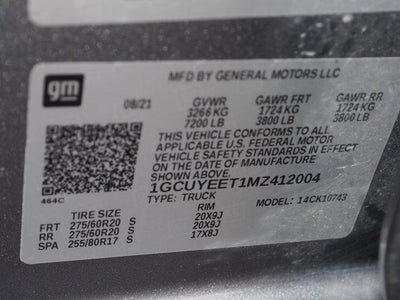 gm
MFD BY GENERAL MOTORS LLC
08/21 GVWR GAWR FRT GAWR RR
3266 KG 1724 KG 1724 KG
7200 LB 3800 LB 3800 LB
THIS VEHICLE CONFORMS TO ALL
APPLICABLE U.S. FEDERAL MOTOR
VEHICLE SAFETY AND THEFT
PREVENTION STANDARDS IN EFFECT
ON THE DATE OF MANUFACTURE
SHOWN ABOVE.
1GCUYEET1MZ412004
464C
TYPE: TRUCK MODEL: 14CK10743
TIRE SIZE RIM
FRT 275/60R20 S 20X9J
RR 275/60R20 S 20X9J
SPA 255/80R17 S 17X8J